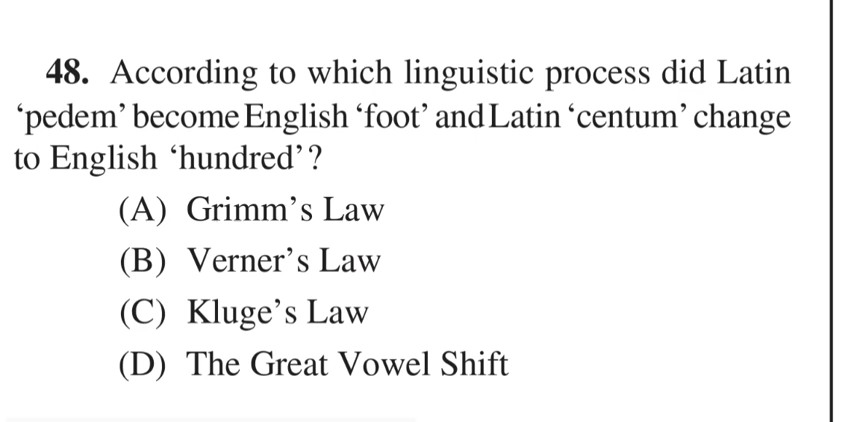 48. According to which linguistic process did Latin
‘pedem’ become English ‘foot’ and Latin ‘centum’ change
to English ‘hundred’?
(A) Grimm’s Law
(B) Verner’s Law
(C) Kluge’s Law
(D) The Great Vowel Shift